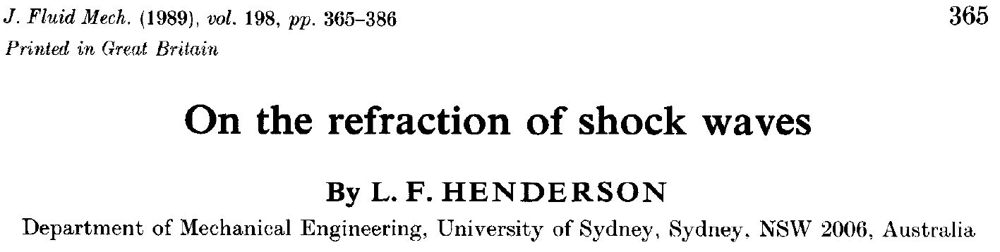 J. Fluid Mech. (1989), vol. 198, pp. 365–386
365
Printed in Great Britain
On the refraction of shock waves
By L. F. HENDERSON
Department of Mechanical Engineering, University of Sydney, Sydney, NSW 2006, Australia